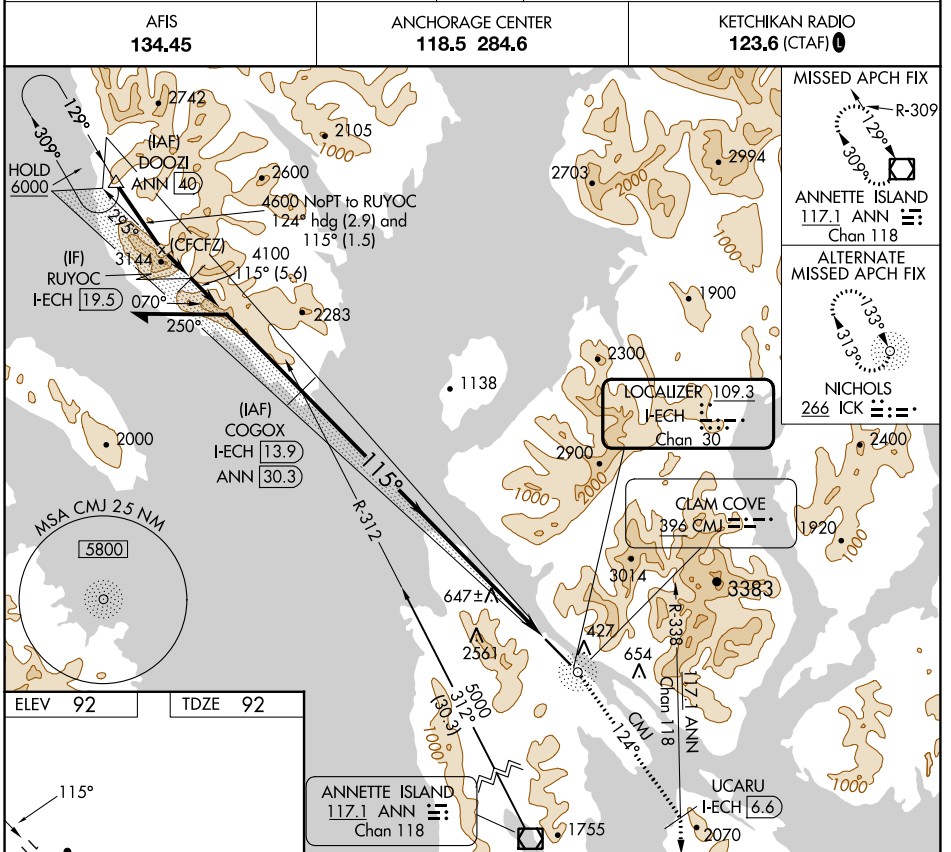 AFIS
134.45
ANCHORAGE CENTER
118.5 284.6
KETCHIKAN RADIO
123.6 (CTAF) L
MISSED APCH FIX
R-309
129°
309°
ANNETTE ISLAND
117.1 ANN
Chan 118
ALTERNATE
MISSED APCH FIX
133°
313°
NICHOLS
266 ICK
129°
309°
HOLD
6000
2742
2105
1000
(IAF)
DOOZI
ANN 40
2600
4600 NoPT to RUYOC
124° hdg (2.9) and
115° (1.5)
295°
(CFCFZ)
3144
4100
115° (5.6)
(IF)
RUYOC
I-ECH 19.5
070°
250°
2283
2703
2000
2994
1000
1900
2300
1138
LOCALIZER 109.3
I-ECH
Chan 30
(IAF)
COGOX
I-ECH 13.9
ANN 30.3
2000
2900
1000
2000
2400
115°
R-312
CLAM COVE
396 CMJ
1920
1000
MSA CMJ 25 NM
5800
3014
3383
647±
2561
427
654
R-338
117.1 ANN
Chan 118
5000
312°
(30.3)
1000
CMJ
124°
1000
UCARU
I-ECH 6.6
2070
ELEV 92
TDZE 92
115°
ANNETTE ISLAND
117.1 ANN
Chan 118
1755